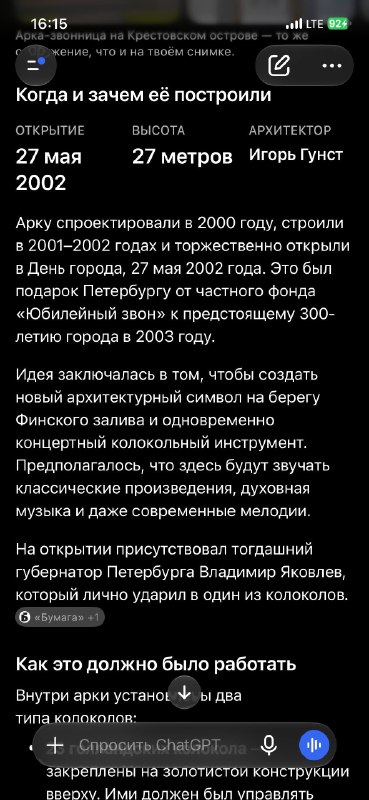 16:15
LTE 92+
Арка-звонница на Крестовском острове — то же
что и на твоём снимке.
Когда и зачем её построили
ОТКРЫТИЕ ВЫСОТА АРХИТЕКТОР
27 мая 27 метров Игорь Гунст
2002
Арку спроектировали в 2000 году, строили
в 2001–2002 годах и торжественно открыли
в День города, 27 мая 2002 года. Это был
подарок Петербургу от частного фонда
«Юбилейный звон» к предстоящему 300-
летию города в 2003 году.
Идея заключалась в том, чтобы создать
новый архитектурный символ на берегу
Финского залива и одновременно
концертный колокольный инструмент.
Предполагалось, что здесь будут звучать
классические произведения, духовная
музыка и даже современные мелодии.
На открытии присутствовал тогдашний
губернатор Петербурга Владимир Яковлев,
который лично ударил в один из колоколов.
«Бумага» +1
Как это должно было работать
Внутри арки два
типа колоколов:
Спросить ChatGPT
закреплены на золотистой конструкции
вверху. Ими должен был управлять